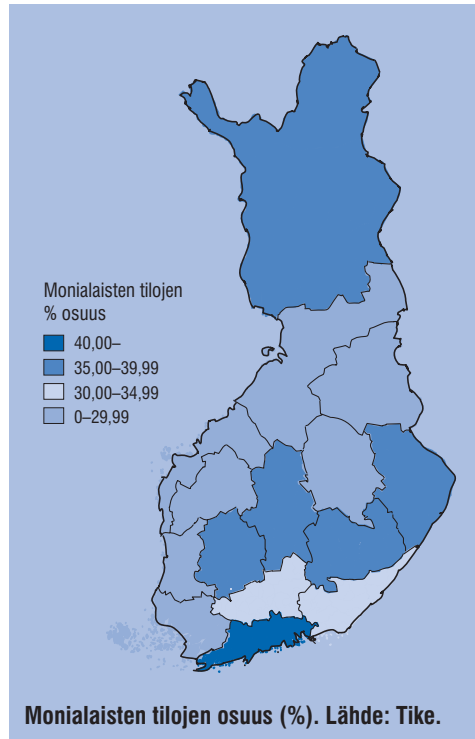 Monialaisten tilojen
% osuus
40,00–
35,00–39,99
30,00–34,99
0–29,99
Monialaisten tilojen osuus (%). Lähde: Tike.